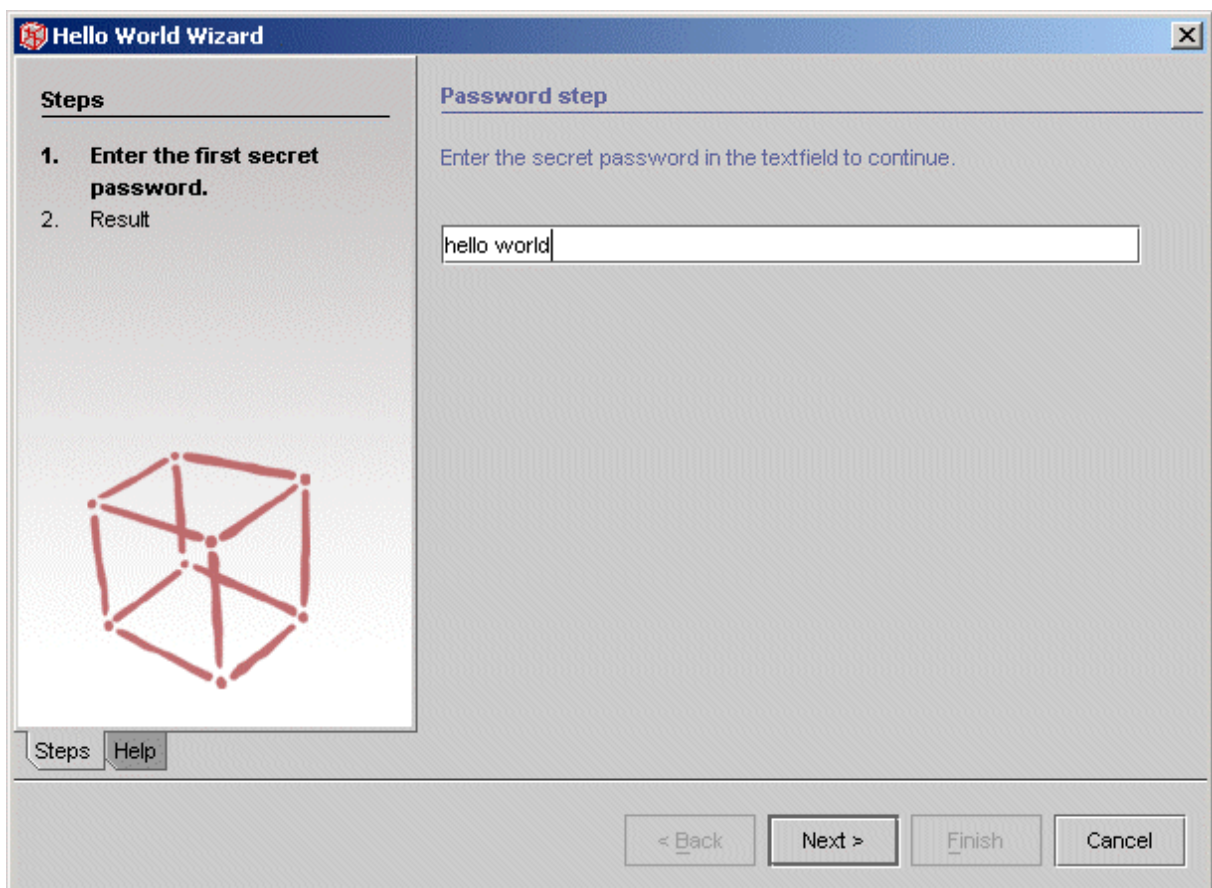 Hello World Wizard
Steps
1. Enter the first secret
password.
2. Result
Password step
Enter the secret password in the textfield to continue.
hello world
Steps Help
< Back Next > Finish Cancel